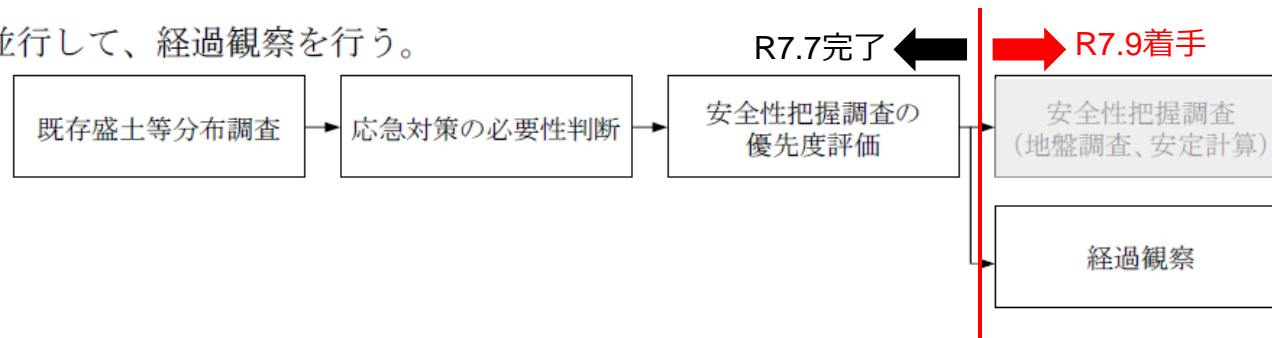 並行して、経過観察を行う。
R7.7完了
R7.9着手
既存盛土等分布調査
応急対策の必要性判断
安全性把握調査の
優先度評価
安全性把握調査
（地盤調査、安定計算）
経過観察